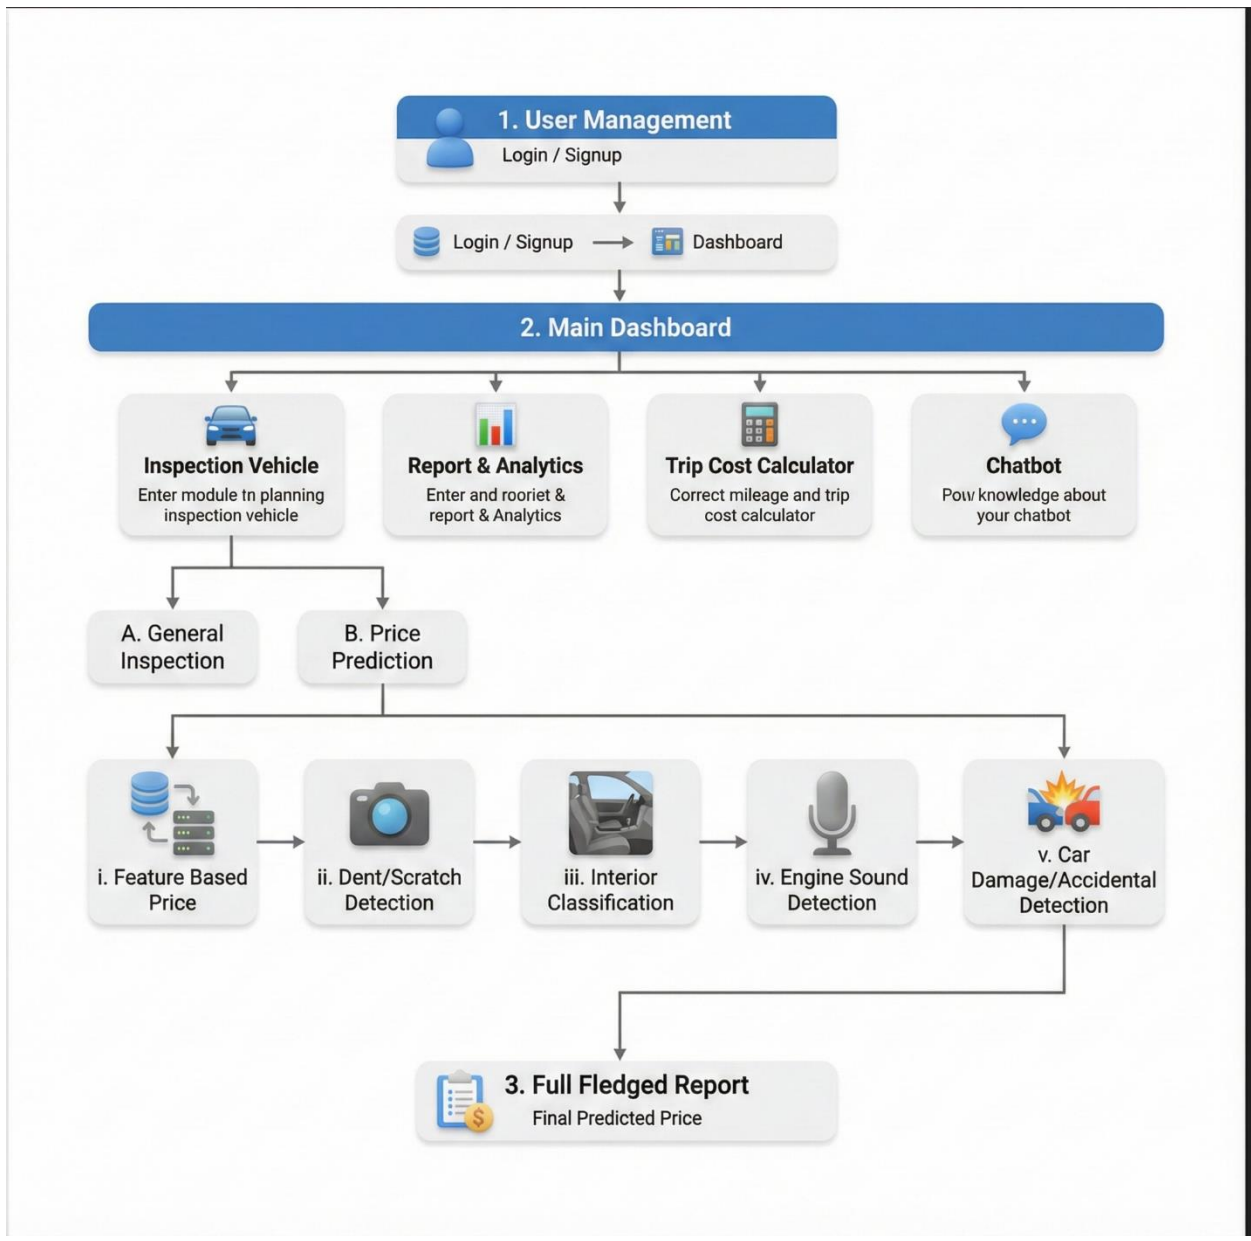 1. User Management
Login / Signup
Login / Signup
Dashboard
2. Main Dashboard
Inspection Vehicle
Enter module tn planning
inspection vehicle
Report & Analytics
Enter and rooriet &
report & Analytics
Trip Cost Calculator
Correct mileage and trip
cost calculator
Chatbot
Pow knowledge about
your chatbot
A. General
Inspection
B. Price
Prediction
i. Feature Based
Price
ii. Dent/Scratch
Detection
iii. Interior
Classification
iv. Engine Sound
Detection
v. Car
Damage/Accidental
Detection
3. Full Fledged Report
Final Predicted Price
$